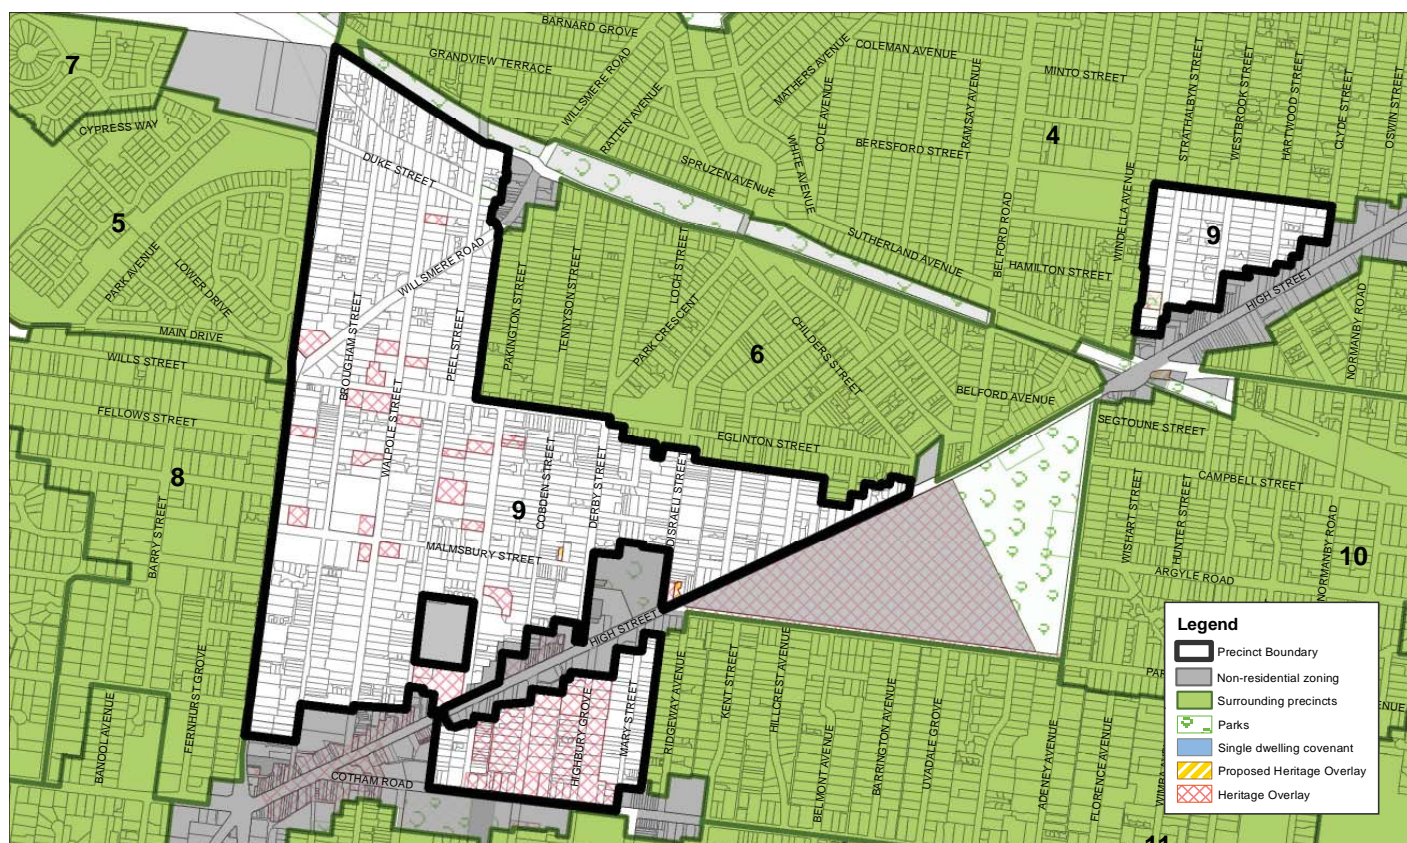 BARNARD GROVE
GRANDVIEW TERRACE
WILLSMERE ROAD
RATTEN AVENUE
MATHERS AVENUE
COLEMAN AVENUE
COLE AVENUE
RAMSAY AVENUE
MINTO STREET
STRATHALBYN STREET
WESTBROOK STREET
HARTWOOD STREET
CLYDE STREET
OSWIN STREET
7
CYPRESS WAY
DUKE STREET
SPRUZEN AVENUE
WHITE AVENUE
BERESFORD STREET
4
5
PARK AVENUE
LOWER DRIVE
MAIN DRIVE
WILLSMERE ROAD
PAKINGTON STREET
TENNYSON STREET
LOCH STREET
PARK CRESCENT
SUTHERLAND AVENUE
BELFORD ROAD
HAMILTON STREET
WINDELLA AVENUE
9
HIGH STREET
NORMANBY ROAD
WILLS STREET
BROUGHAM STREET
PEEL STREET
6
CHILDERS STREET
BELFORD AVENUE
FELLOWS STREET
WALPOLE STREET
EGLINTON STREET
SEGTOUNE STREET
8
BARRY STREET
9
COBDEN STREET
DERBY STREET
DISRAELI STREET
CAMPBELL STREET
WISHART STREET
HUNTER STREET
NORMANBY ROAD
10
MALMSBURY STREET
ARGYLE ROAD
HIGH STREET
BANOOL AVENUE
FERNHURST GROVE
COTHAM ROAD
HIGHBURY GROVE
MARY STREET
RIDGEWAY AVENUE
KENT STREET
HILLCREST AVENUE
BELMONT AVENUE
BARRINGTON AVENUE
UVADALE GROVE
ADENEY AVENUE
FLORENCE AVENUE
11
Legend
Precinct Boundary
Non-residential zoning
Surrounding precincts
Parks
Single dwelling covenant
Proposed Heritage Overlay
Heritage Overlay